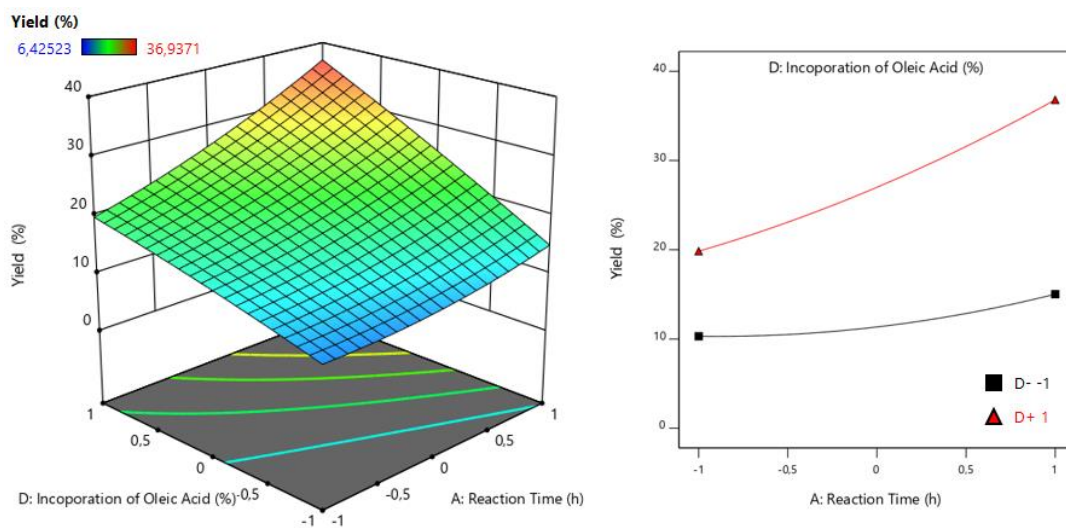 Yield (%)
6,42523 36,9371
40
30
20
10
0
Yield (%)
1
0,5
0
-0,5
-1
D: Incoporation of Oleic Acid (%)
-1
-0,5
0
0,5
1
A: Reaction Time (h)
D: Incoporation of Oleic Acid (%)
40
30
20
10
0
Yield (%)
-1 -0,5 0 0,5 1
A: Reaction Time (h)
D- -1
D+ 1